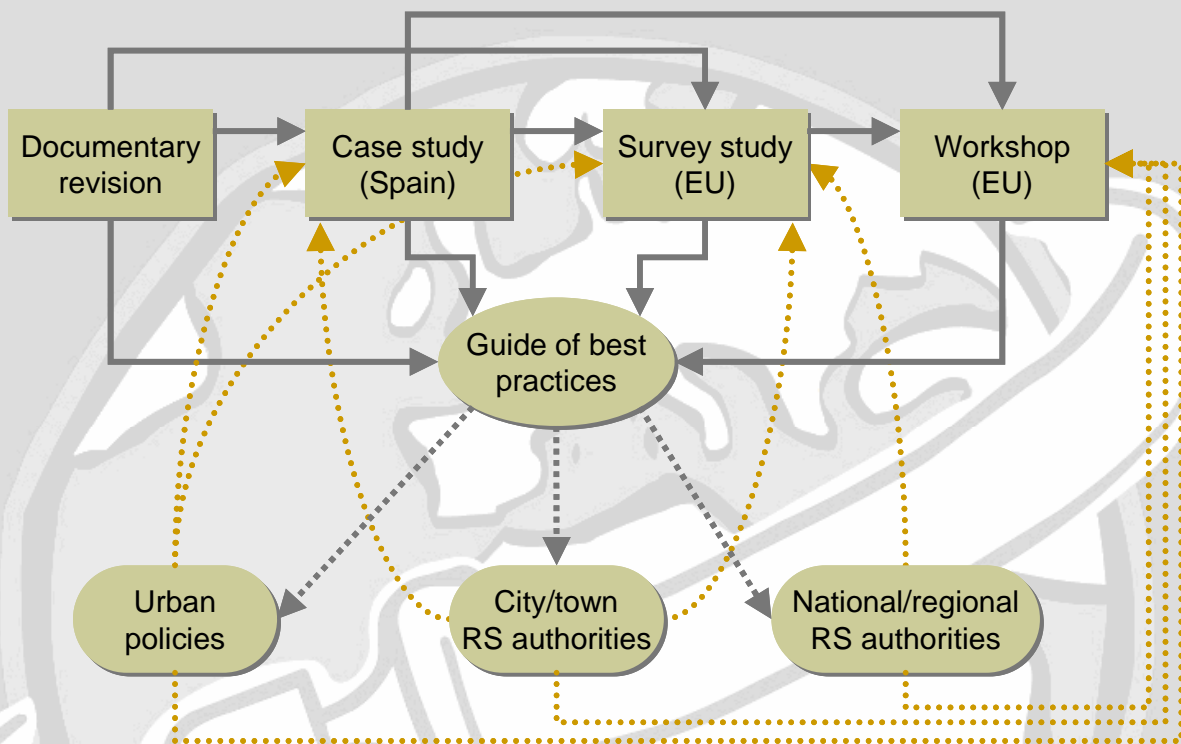 Documentary
revision
Case study
(Spain)
Survey study
(EU)
Workshop
(EU)
Guide of best
practices
Urban
policies
City/town
RS authorities
National/regional
RS authorities